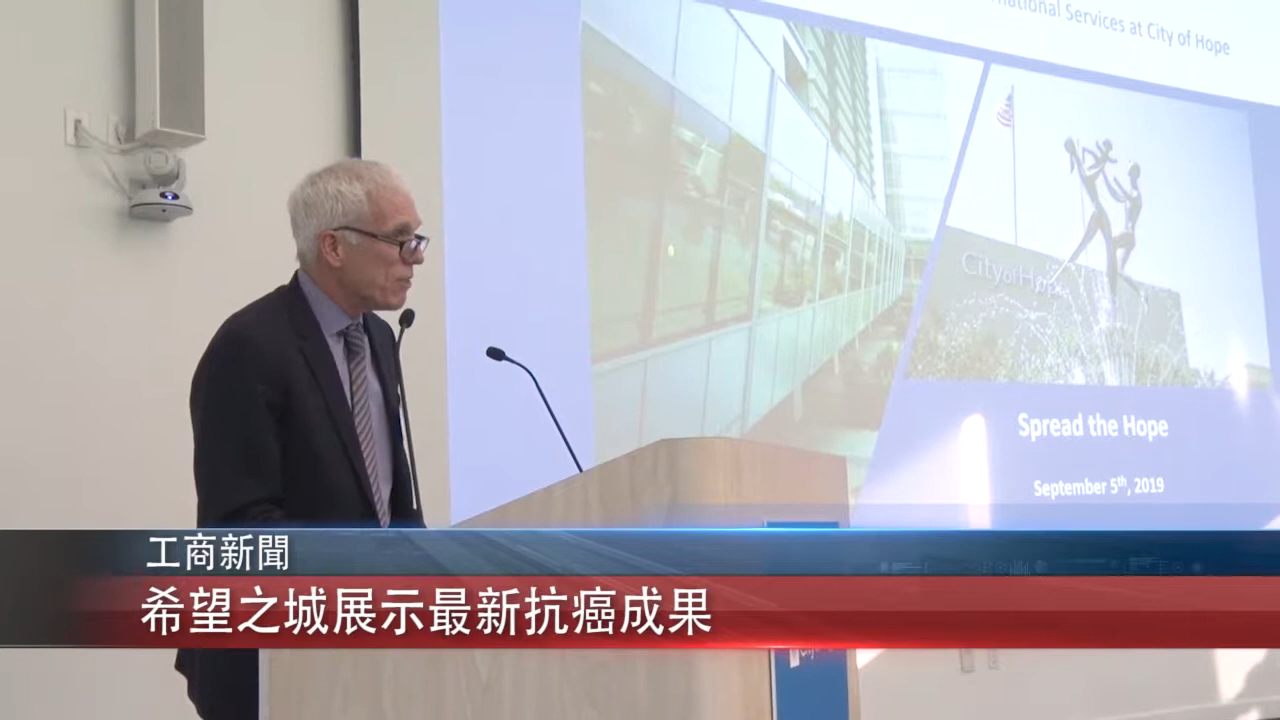 Services at City of Hope
CityofHope
Spread the Hope
September 5th, 2019
工商新聞
希望之城展示最新抗癌成果